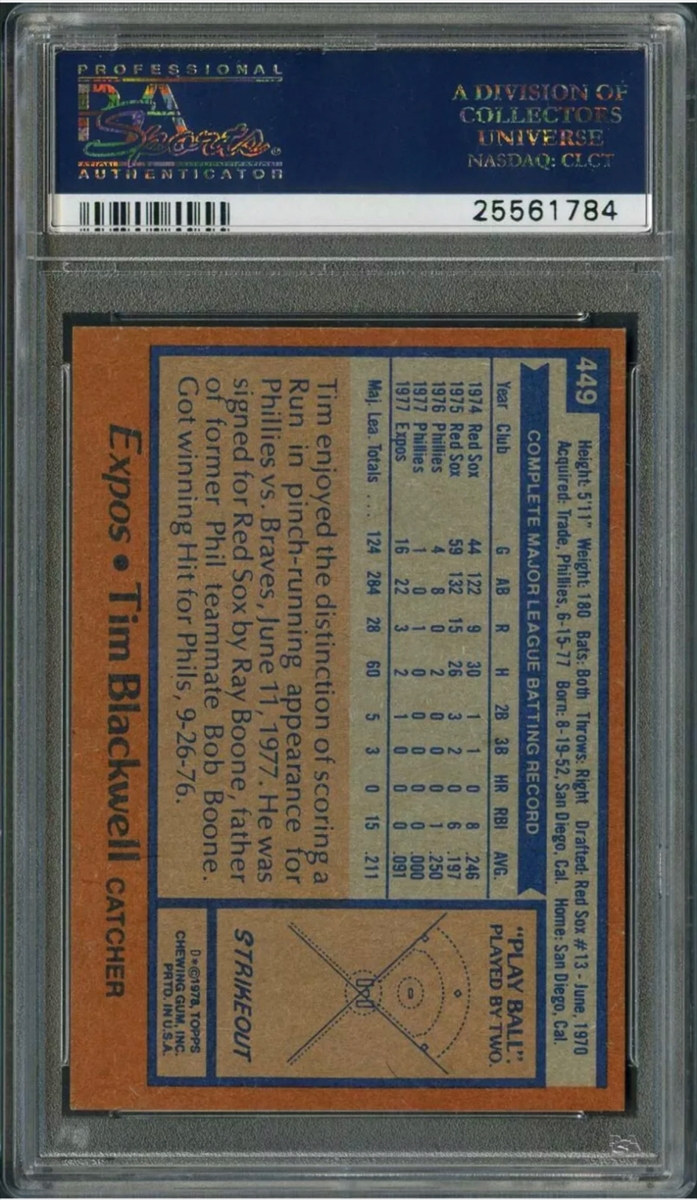 PROFESSIONAL
PSA
Sports
AUTHENTICATOR
A DIVISION OF
COLLECTORS
UNIVERSE
NASDAQ: CLCT
25561784
449
Height: 5'11" Weight: 180 Bats: Both Throws: Right Drafted: Red Sox #13 - June, 1970
Acquired: Trade, Phillies, 6-15-77 Born: 8-19-52, San Diego, Cal. Home: San Diego, Cal.
COMPLETE MAJOR LEAGUE BATTING RECORD
Year Club G AB R H 2B 3B HR RBI AVG.
1974 Red Sox 44 122 9 30 1 1 0 8 .246
1975 Red Sox 59 132 15 26 3 2 0 6 .197
1976 Phillies 4 8 0 2 0 0 0 1 .250
1977 Phillies 1 0 1 0 0 0 0 0 .000
1977 Expos 16 22 3 2 1 0 0 0 .091
Maj. Lea. Totals .... 124 284 28 60 5 3 0 15 .211
Tim enjoyed the distinction of scoring a
Run in pinch-running appearance for
Phillies vs. Braves, June 11, 1977. He was
signed for Red Sox by Ray Boone, father
of former Phil teammate Bob Boone.
Got winning Hit for Phils, 9-26-76.
"PLAY BALL".
PLAYED BY TWO.
STRIKEOUT
D*©1978, TOPPS
CHEWING GUM, INC.
PRTD. IN U.S.A.
Expos • Tim Blackwell CATCHER
PSA